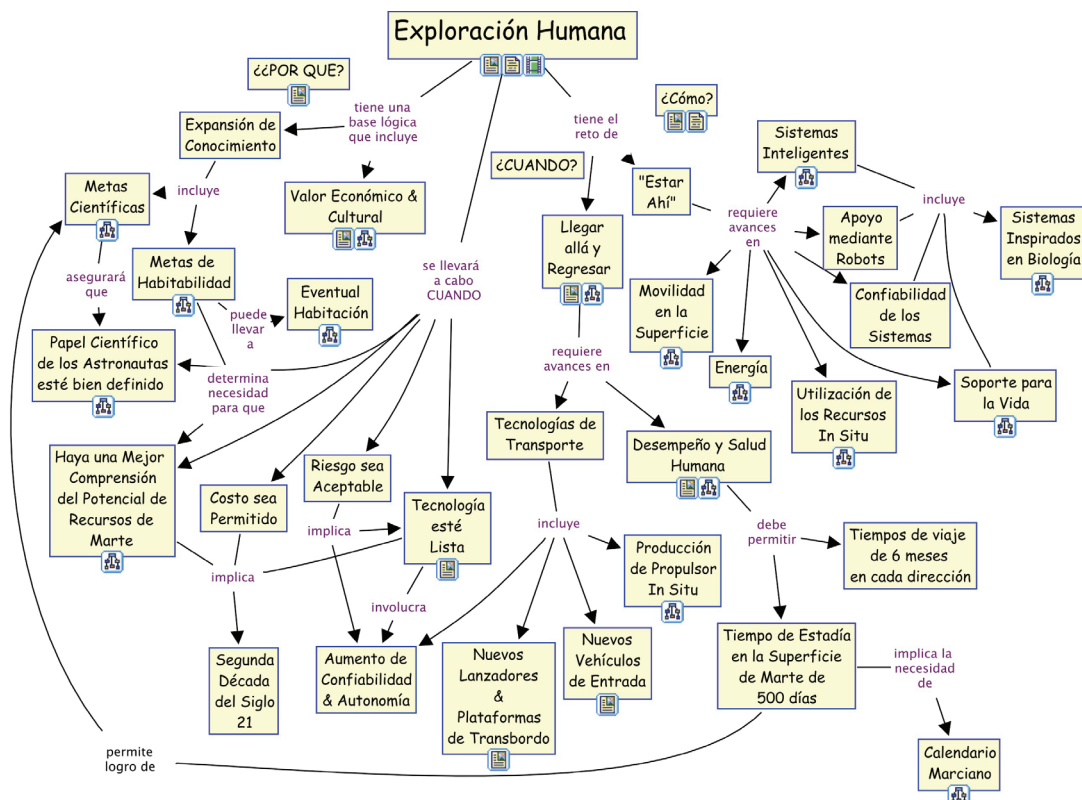 Exploración Humana
¿¿POR QUE?
¿Cómo?
tiene una
base lógica
que incluye
tiene el
reto de
Expansión de
Conocimiento
¿CUANDO?
Sistemas
Inteligentes
Metas
Científicas
incluye
Valor Económico &
Cultural
"Estar
Ahí"
requiere
avances
en
incluye
Apoyo
mediante
Robots
Sistemas
Inspirados
en Biología
Llegar
allá y
Regresar
Metas de
Habitabilidad
asegurará
que
se llevará
a cabo
CUANDO
Eventual
Habitación
puede
llevar
a
Movilidad
en la
Superficie
Confiabilidad
de los
Sistemas
Papel Científico
de los Astronautas
esté bien definido
determina
necesidad
para que
requiere
avances en
Energía
Utilización de
los Recursos
In Situ
Soporte para
la Vida
Tecnologías de
Transporte
Desempeño y Salud
Humana
Haya una Mejor
Comprensión
del Potencial de
Recursos de
Marte
Costo sea
Permitido
Riesgo sea
Aceptable
Tecnología
esté
Lista
implica
incluye
debe
permitir
Tiempos de viaje
de 6 meses
en cada dirección
Producción
de Propulsor
In Situ
implica
involucra
Segunda
Década
del Siglo
21
Aumento de
Confiabilidad
& Autonomía
Nuevos
Lanzadores
&
Plataformas
de Transbordo
Nuevos
Vehículos
de Entrada
Tiempo de Estadía
en la Superficie
de Marte de
500 días
implica la
necesidad
de
Calendario
Marciano
permite
logro de